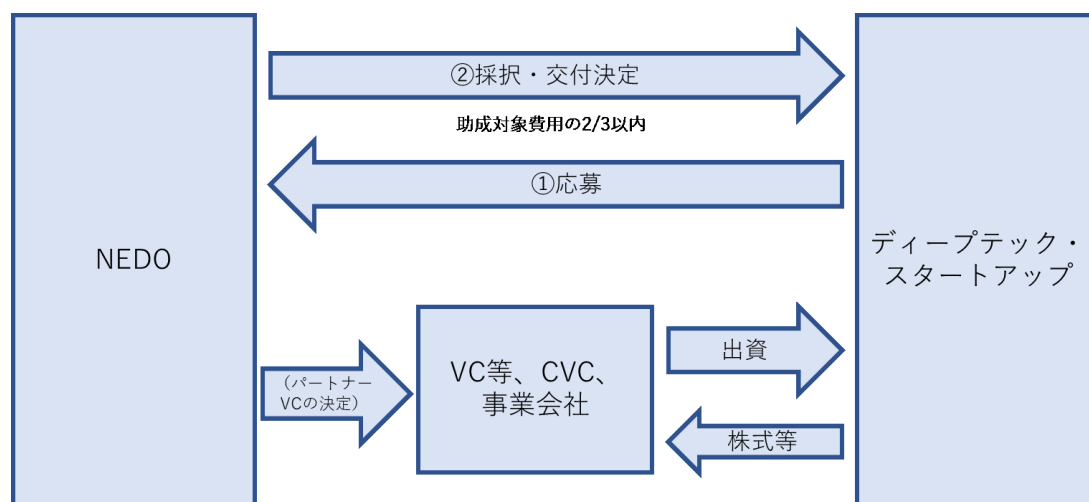 ②採択・交付決定
助成対象費用の2/3以内
①応募
NEDO
ディープテック・
スタートアップ
VC等、CVC、
事業会社
出資
（パートナー
VCの決定）
株式等